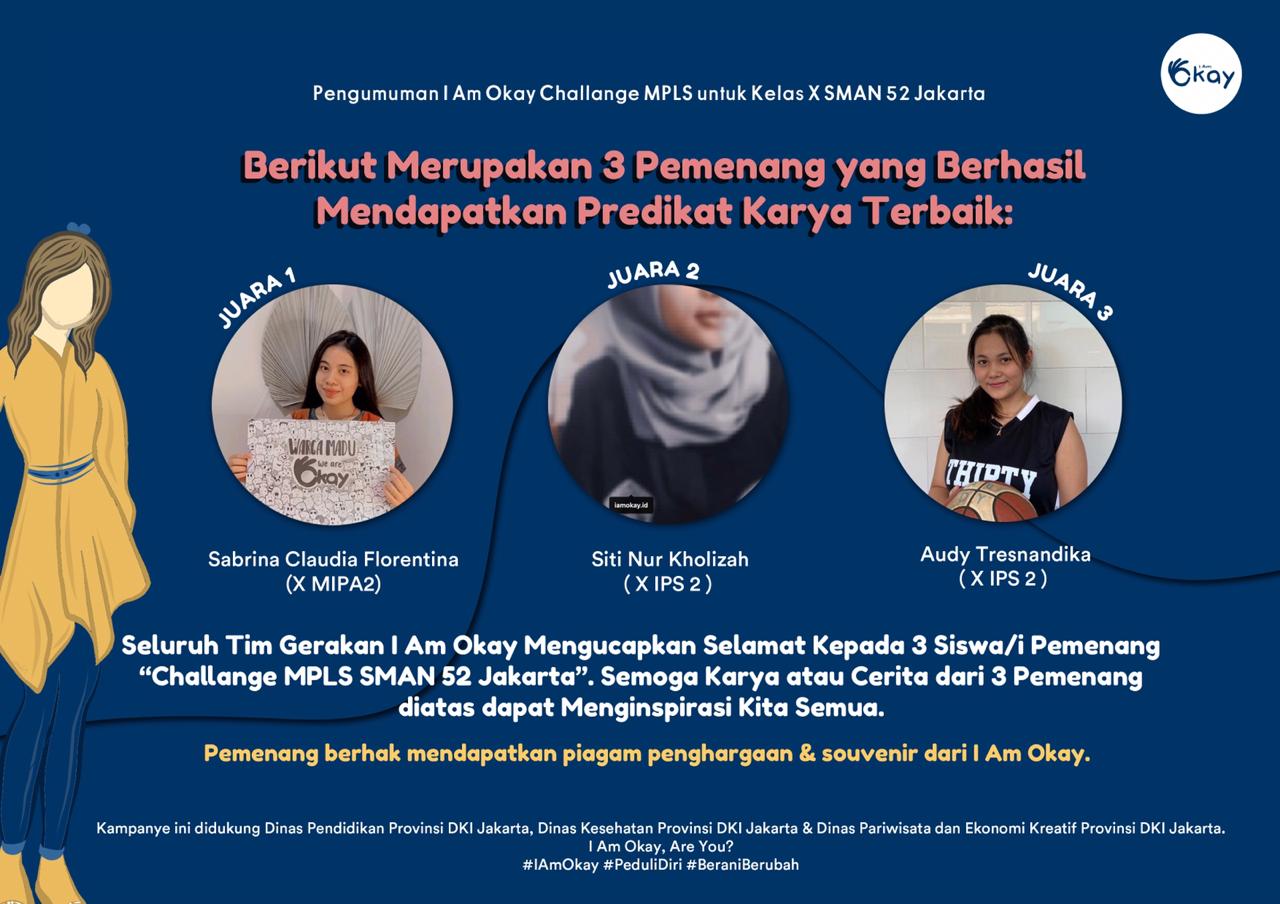 I Am
Okay
Pengumuman I Am Okay Challange MPLS untuk Kelas X SMAN 52 Jakarta
Berikut Merupakan 3 Pemenang yang Berhasil
Mendapatkan Predikat Karya Terbaik:
JUARA 1
JUARA 2
JUARA 3
WARGA MADU
we are
Okay
iamokay.id
THIRTY
Sabrina Claudia Florentina
(X MIPA2)
Siti Nur Kholizah
( X IPS 2 )
Audy Tresnandika
( X IPS 2 )
Seluruh Tim Gerakan I Am Okay Mengucapkan Selamat Kepada 3 Siswa/i Pemenang
“Challange MPLS SMAN 52 Jakarta”. Semoga Karya atau Cerita dari 3 Pemenang
diatas dapat Menginspirasi Kita Semua.
Pemenang berhak mendapatkan piagam penghargaan & souvenir dari I Am Okay.
Kampanye ini didukung Dinas Pendidikan Provinsi DKI Jakarta, Dinas Kesehatan Provinsi DKI Jakarta & Dinas Pariwisata dan Ekonomi Kreatif Provinsi DKI Jakarta.
I Am Okay, Are You?
#IAmOkay #PeduliDiri #BeraniBerubah